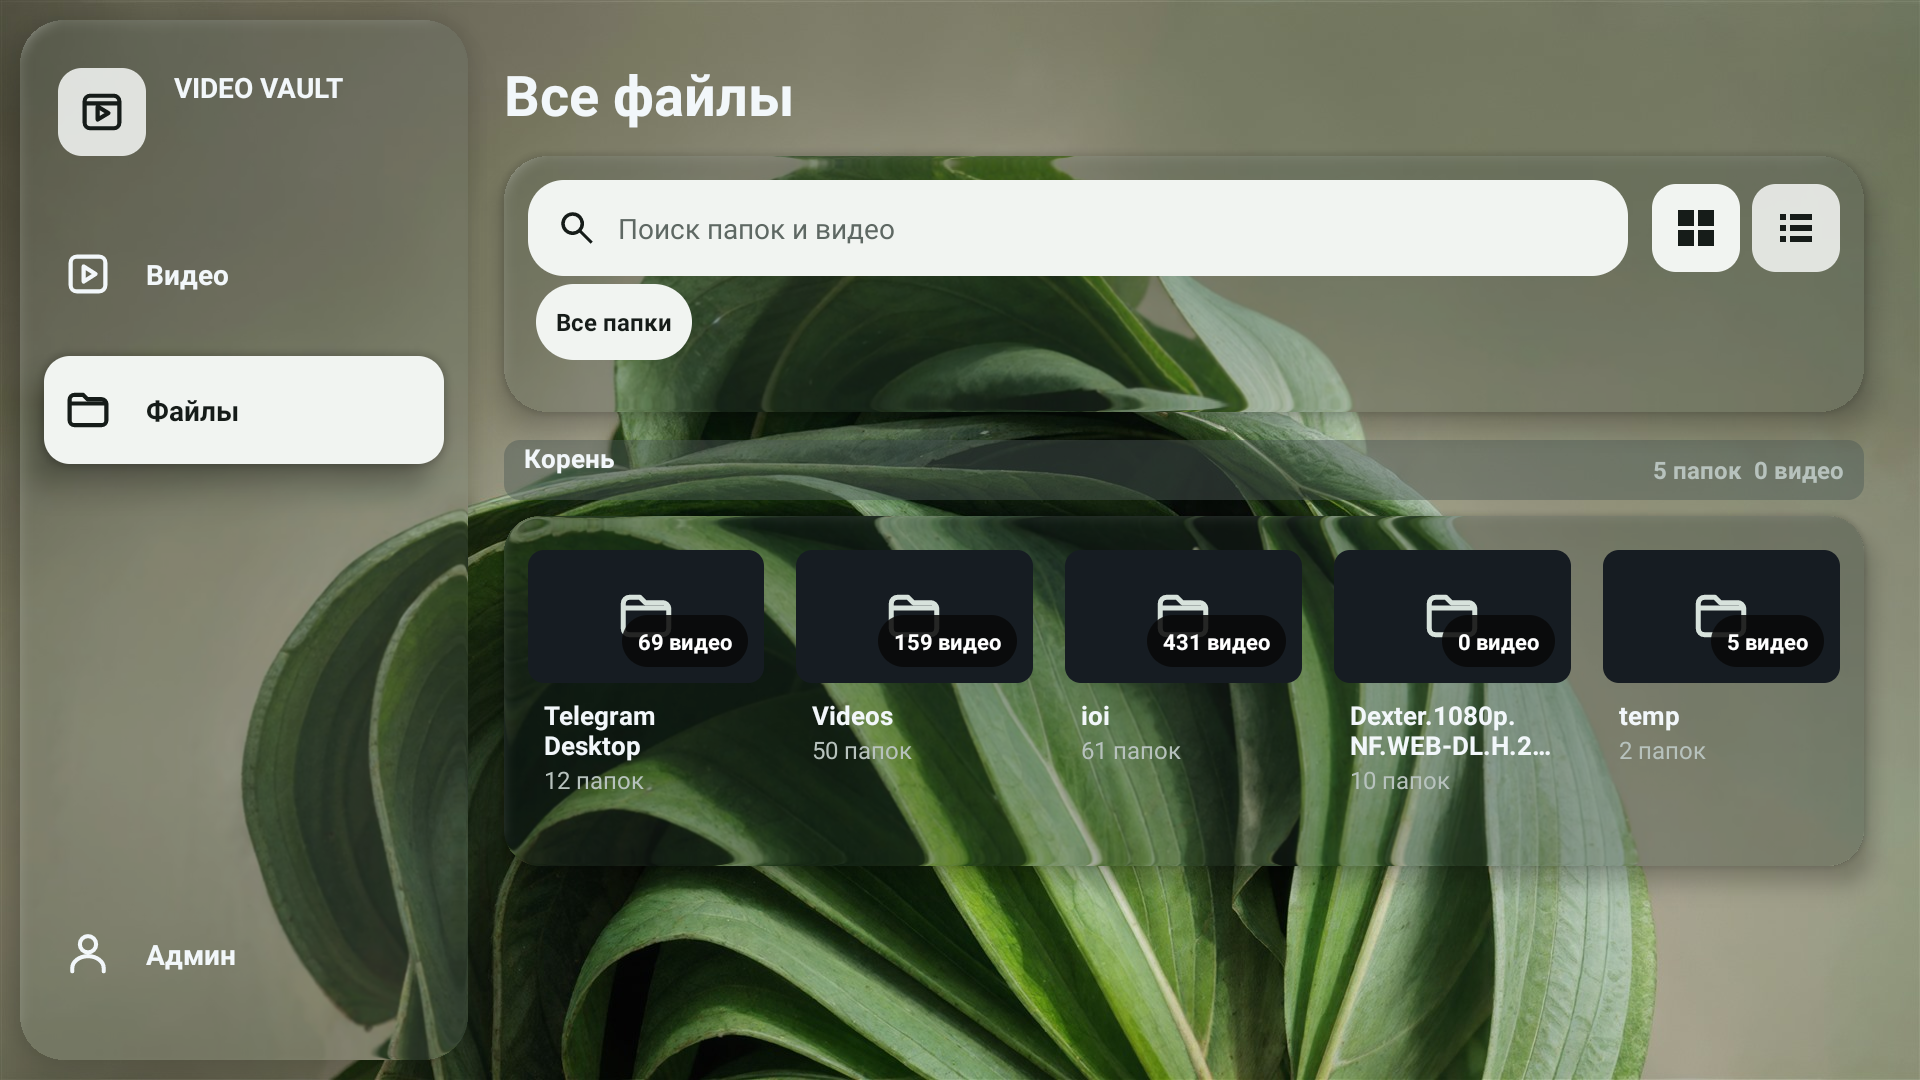 VIDEO VAULT
Видео
Файлы
Админ
Все файлы
Поиск папок и видео
Все папки
Корень
5 папок 0 видео
69 видео
Telegram
Desktop
12 папок
159 видео
Videos
50 папок
431 видео
ioi
61 папок
0 видео
Dexter.1080p.
NF.WEB-DL.H.2…
10 папок
5 видео
temp
2 папок